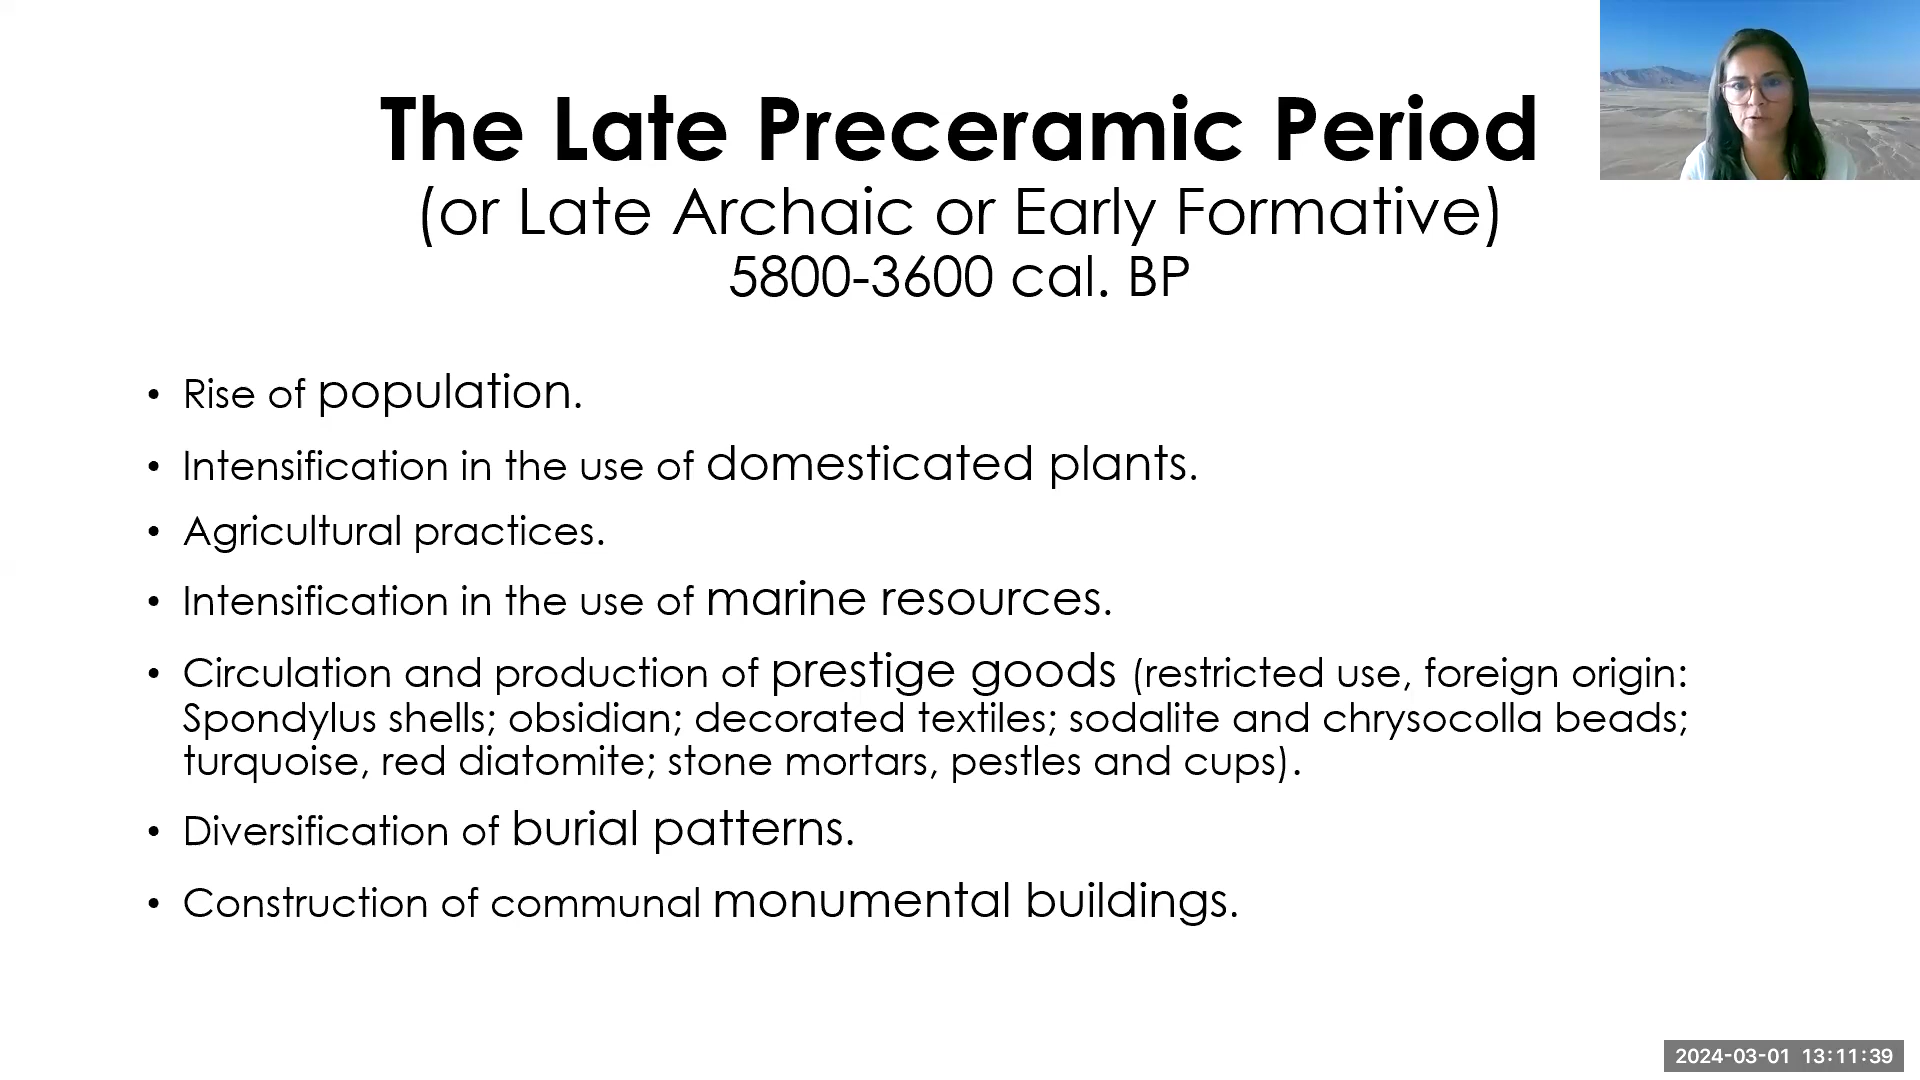 The Late Preceramic Period
(or Late Archaic or Early Formative)
5800-3600 cal. BP
• Rise of population.
• Intensification in the use of domesticated plants.
• Agricultural practices.
• Intensification in the use of marine resources.
• Circulation and production of prestige goods (restricted use, foreign origin:
Spondylus shells; obsidian; decorated textiles; sodalite and chrysocolla beads;
turquoise, red diatomite; stone mortars, pestles and cups).
• Diversification of burial patterns.
• Construction of communal monumental buildings.
2024-03-01 13:11:39